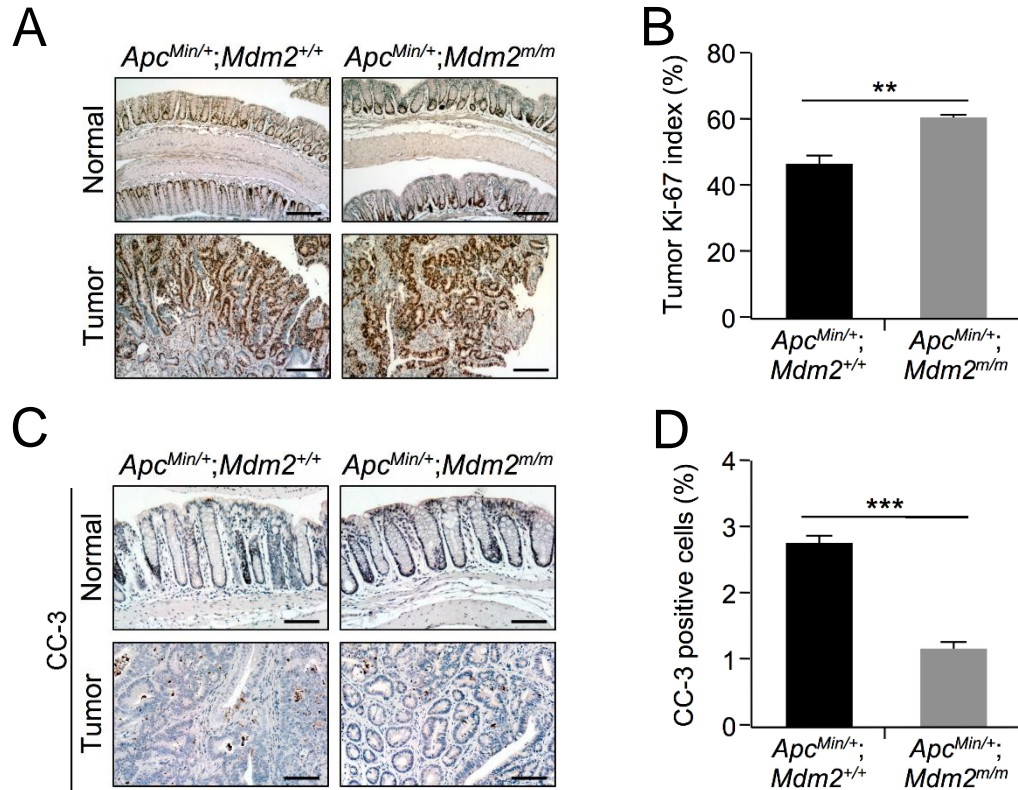 A
Apc^Min/+;Mdm2^+/+
Apc^Min/+;Mdm2^m/m
Normal
Tumor
B
Tumor Ki-67 index (%)
80
60
40
20
0
**
Apc^Min/+;
Mdm2^+/+
Apc^Min/+;
Mdm2^m/m
C
Apc^Min/+;Mdm2^+/+
Apc^Min/+;Mdm2^m/m
CC-3
Normal
Tumor
D
CC-3 positive cells (%)
4
3
2
1
0
***
Apc^Min/+;
Mdm2^+/+
Apc^Min/+;
Mdm2^m/m